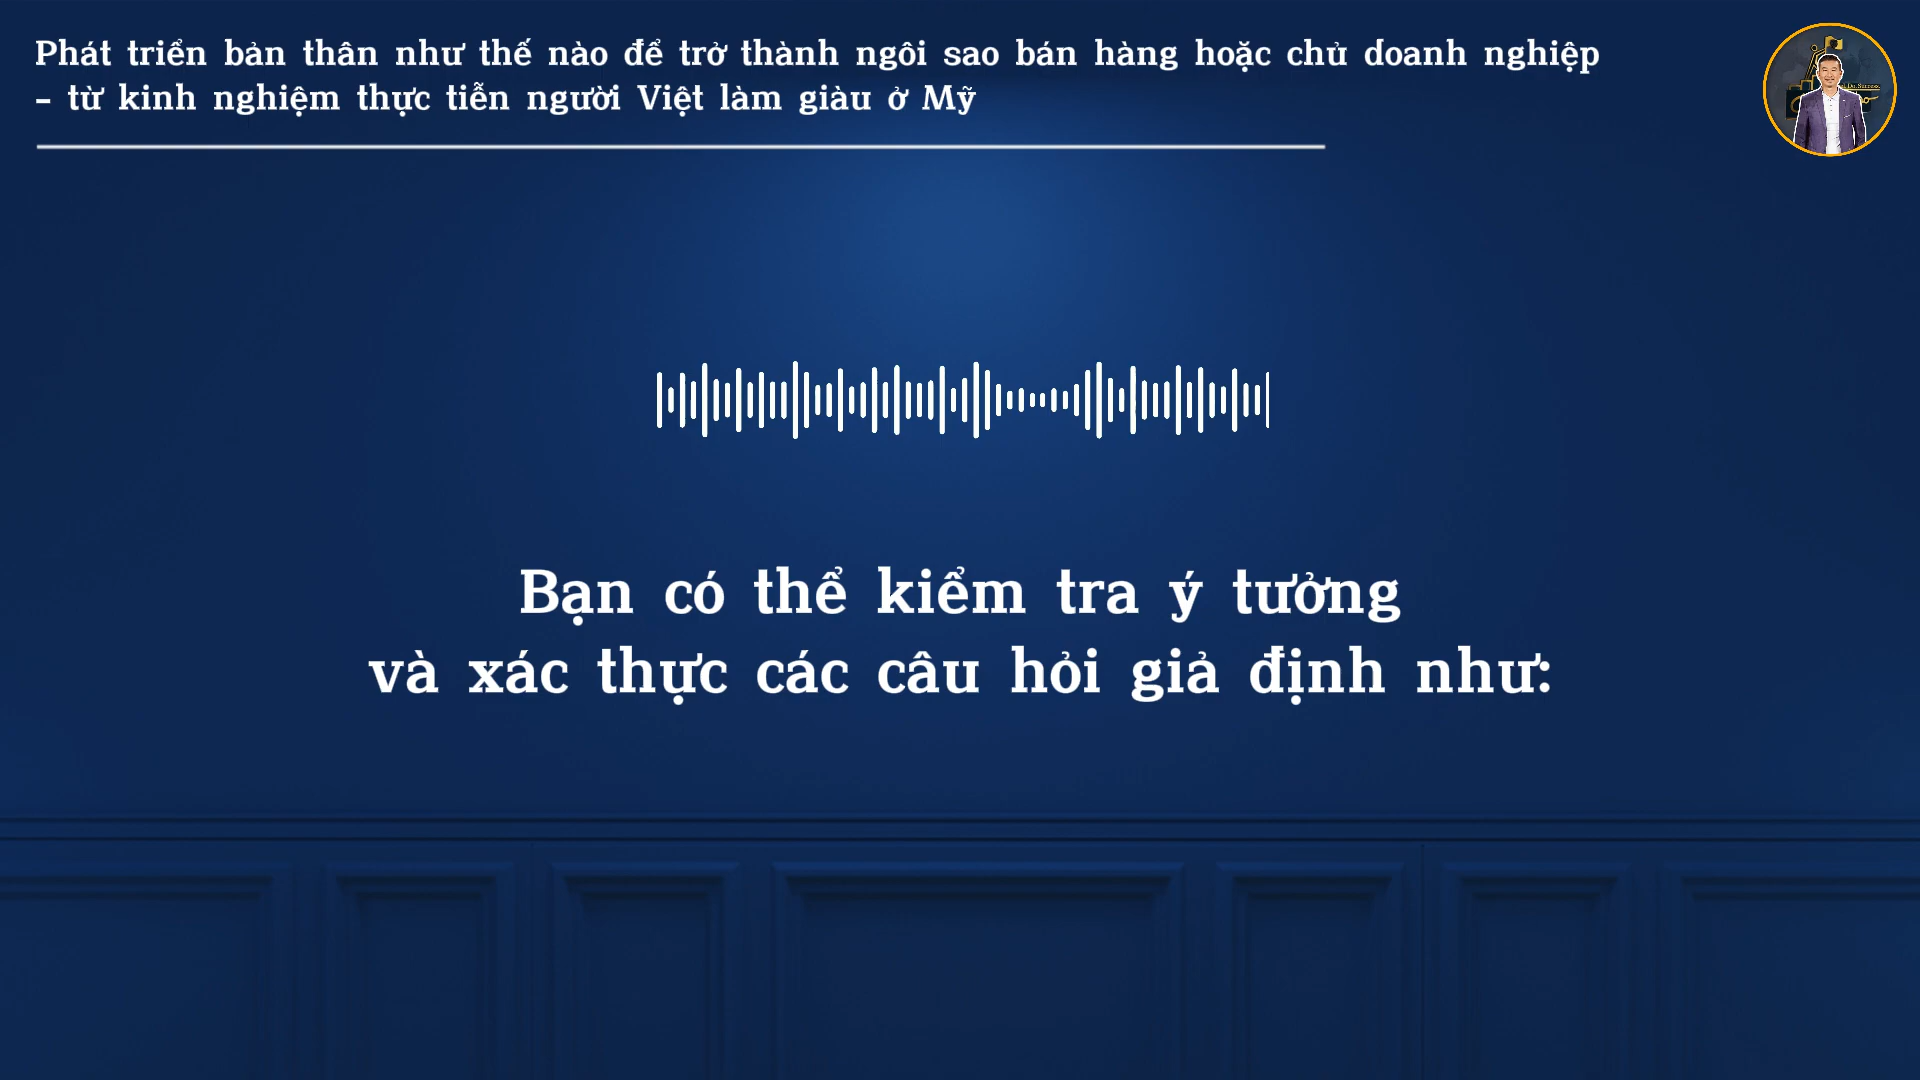 Phát triển bản thân như thế nào để trở thành ngôi sao bán hàng hoặc chủ doanh nghiệp
– từ kinh nghiệm thực tiễn người Việt làm giàu ở Mỹ
Bạn có thể kiểm tra ý tưởng
và xác thực các câu hỏi giả định như: